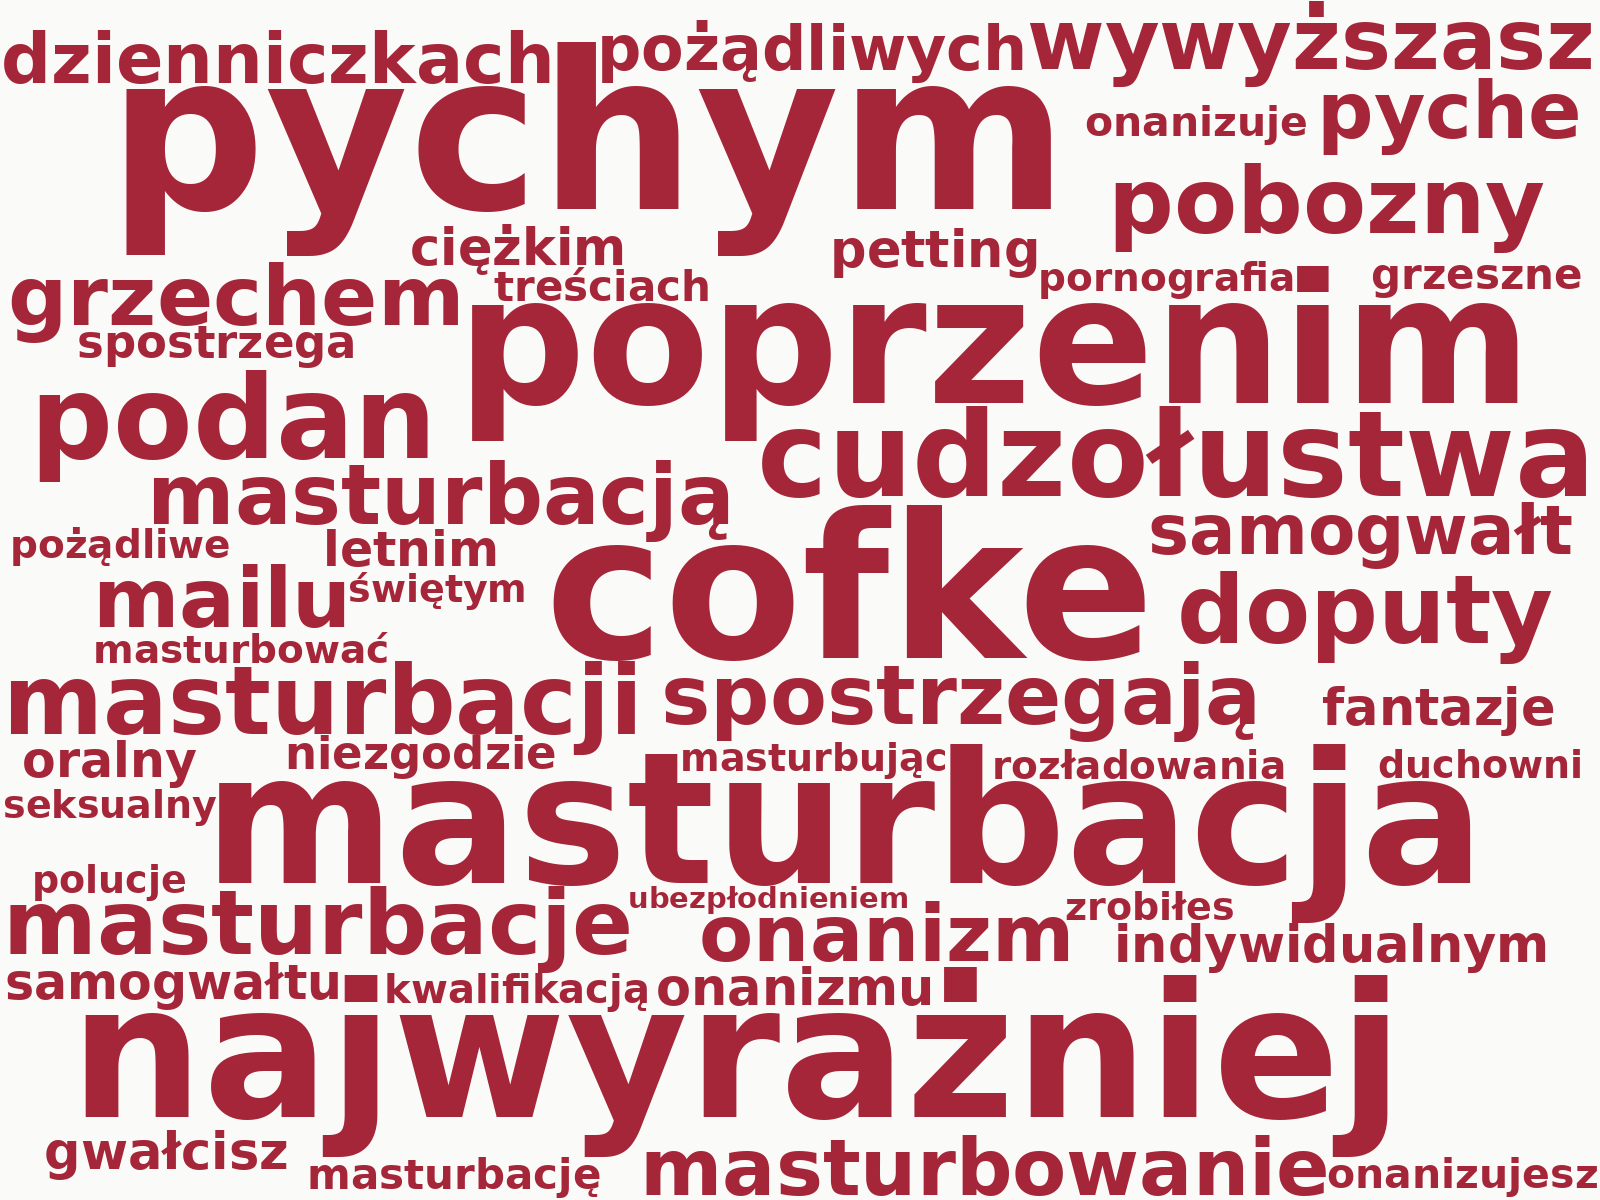 dzienniczkach pożądliwych wywyższasz
pychym onanizuje pyche
pobozny
ciężkim petting
grzechem treściach pornografia grzeszne
spostrzega poprzenim
podan cudzołustwa
masturbacją samogwałt
pożądliwe letnim cofke
mailu świętym doputy
masturbować
masturbacji spostrzegają fantazje
oralny niezgodzie masturbując rozładowania duchowni
seksualny masturbacja
polucje ubezpłodnieniem zrobiłes
masturbacje onanizm indywidualnym
samogwałtu kwalifikacją onanizmu
najwyrażniej
gwałcisz masturbację masturbowanie onanizujesz